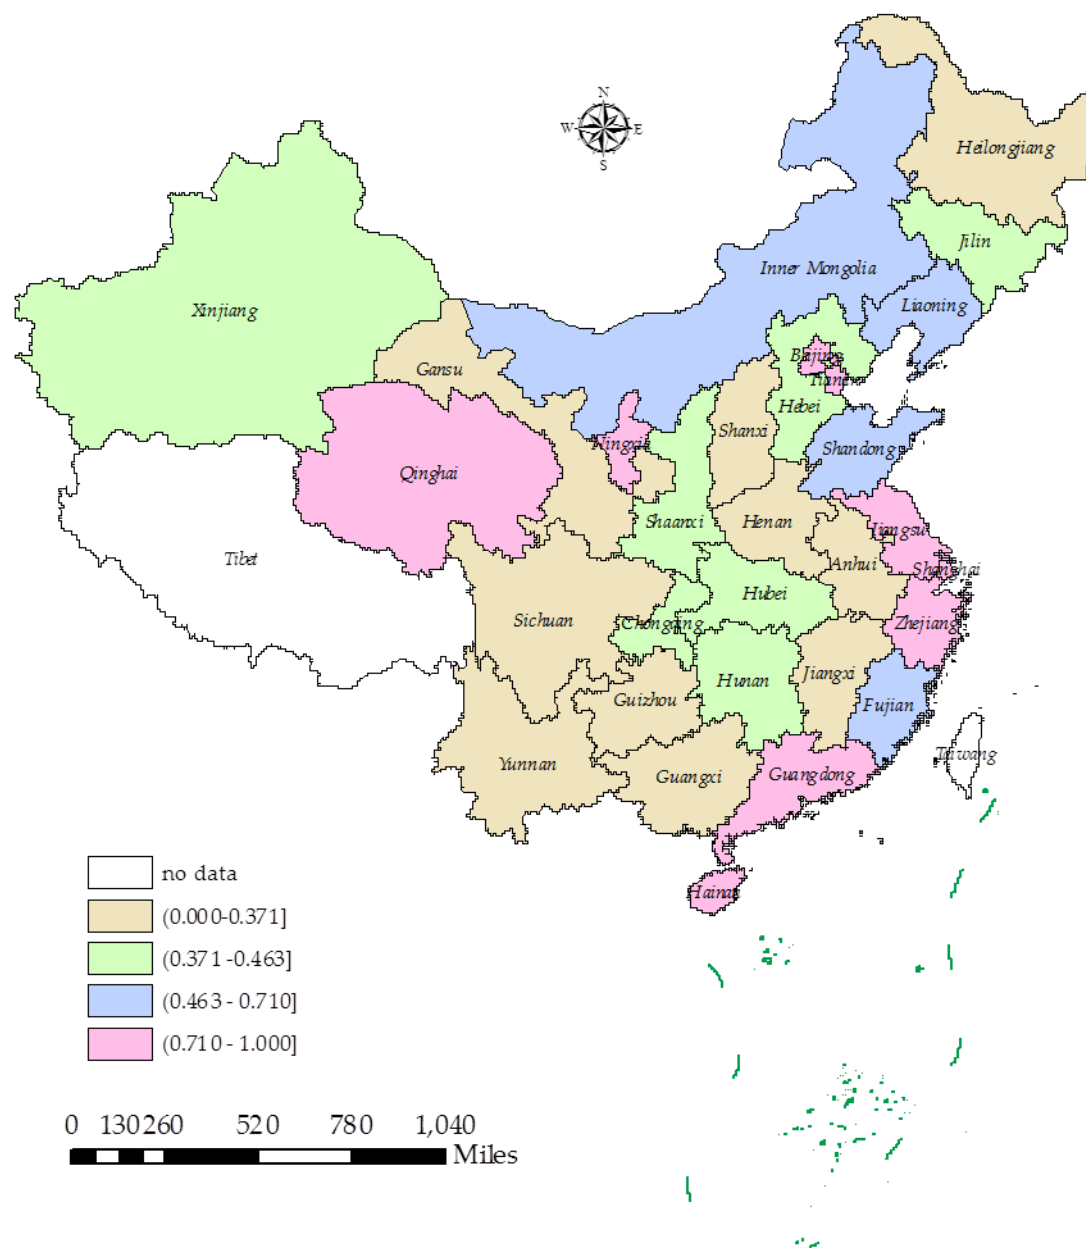 N
W E
S
Heilongjiang
Jilin
Inner Mongolia
Liaoning
Xinjiang
Beijing
Gansu
Tianjin
Hebei
Shanxi
Ningxia
Shandong
Qinghai
Shaanxi
Henan
Jiangsu
Tibet
Anhui
Shanghai
Hubei
Sichuan
Chongqing
Zhejiang
Jiangxi
Hunan
Guizhou
Fujian
Yunnan
Guangxi
Guangdong
Taiwang
Hainan
no data
(0.000-0.371]
(0.371 -0.463]
(0.463 - 0.710]
(0.710 - 1.000]
0 130 260 520 780 1,040
Miles